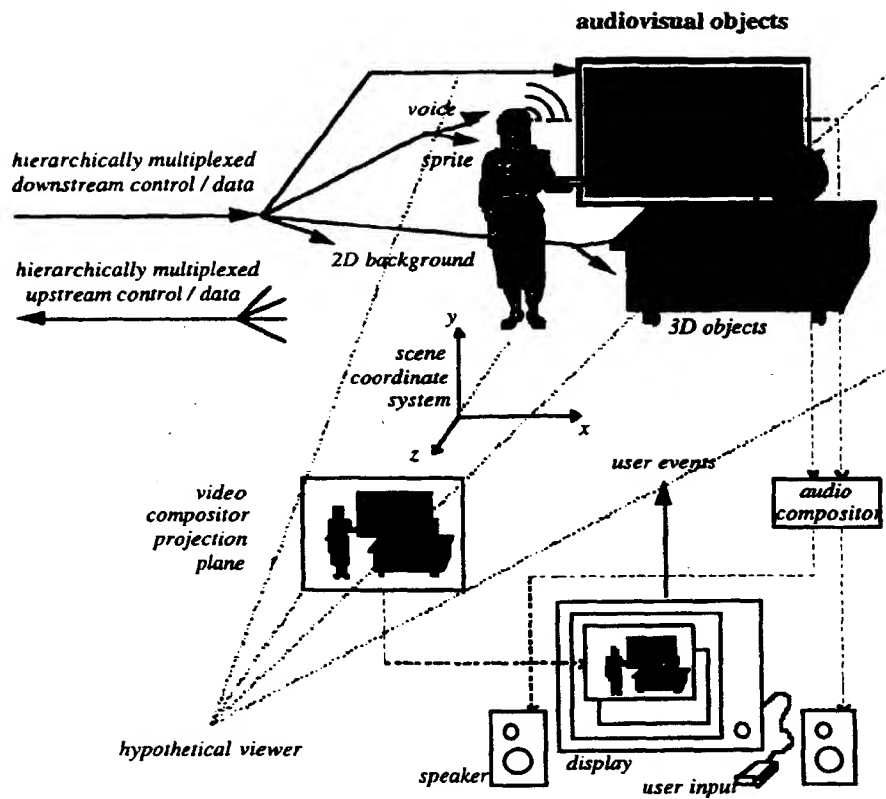 audiovisual objects
voice
sprite
hierarchically multiplexed
downstream control / data
2D background
hierarchically multiplexed
upstream control / data
3D objects
y
scene
coordinate
system
x
z
user events
video
compositor
projection
plane
audio
compositor
hypothetical viewer
speaker
display
user input